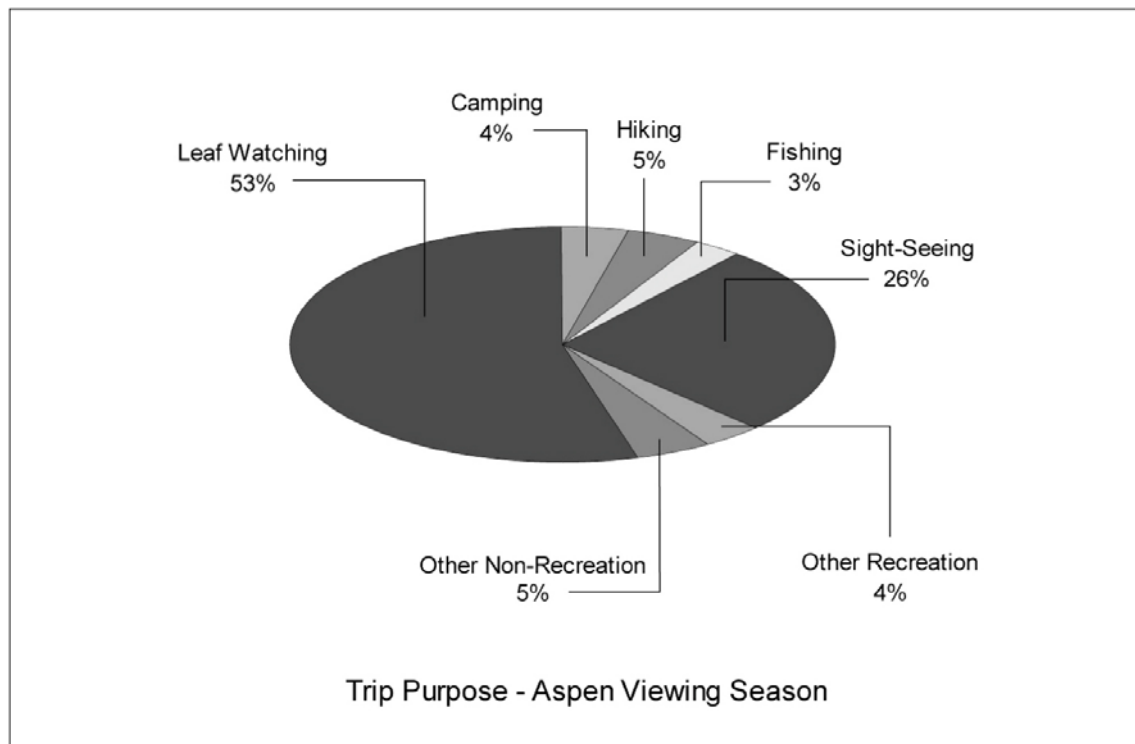 Camping
4%
Hiking
5%
Fishing
3%
Leaf Watching
53%
Sight-Seeing
26%
Other Non-Recreation
5%
Other Recreation
4%
Trip Purpose - Aspen Viewing Season